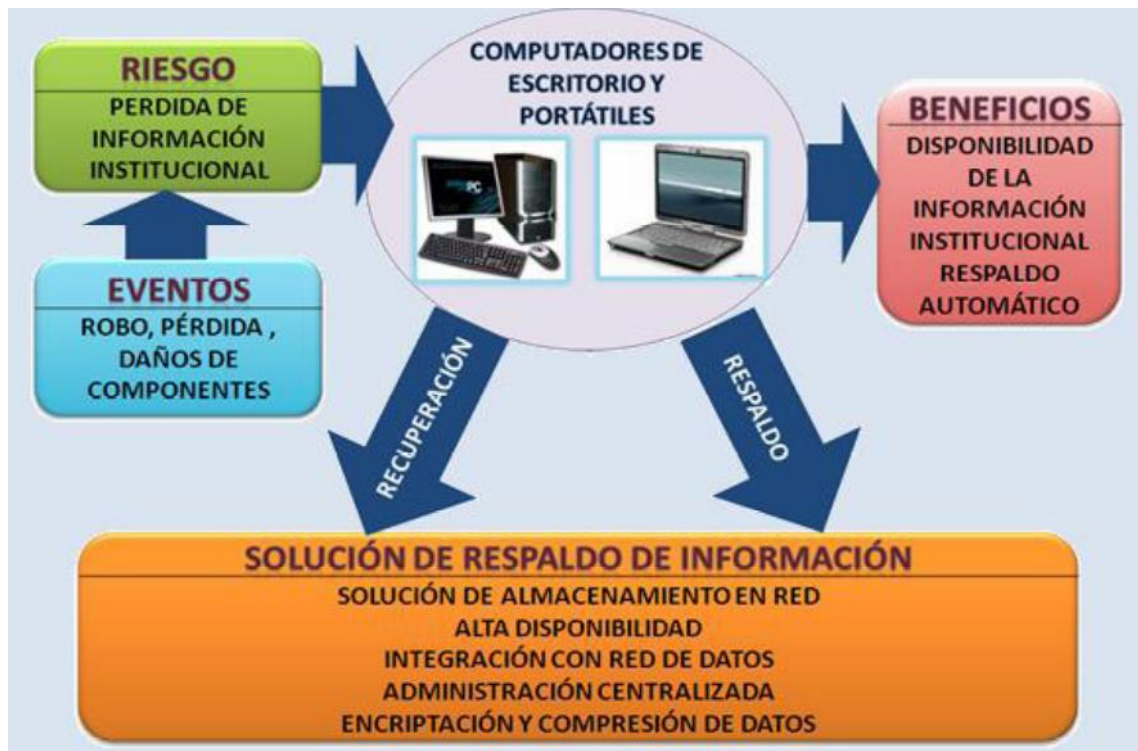 RIESGO
PERDIDA DE
INFORMACIÓN
INSTITUCIONAL
EVENTOS
ROBO, PÉRDIDA ,
DAÑOS DE
COMPONENTES
COMPUTADORES DE
ESCRITORIO Y
PORTÁTILES
BENEFICIOS
DISPONIBILIDAD
DE LA
INFORMACIÓN
INSTITUCIONAL
RESPALDO
AUTOMÁTICO
RECUPERACIÓN
RESPALDO
SOLUCIÓN DE RESPALDO DE INFORMACIÓN
SOLUCIÓN DE ALMACENAMIENTO EN RED
ALTA DISPONIBILIDAD
INTEGRACIÓN CON RED DE DATOS
ADMINISTRACIÓN CENTRALIZADA
ENCRIPTACIÓN Y COMPRESIÓN DE DATOS